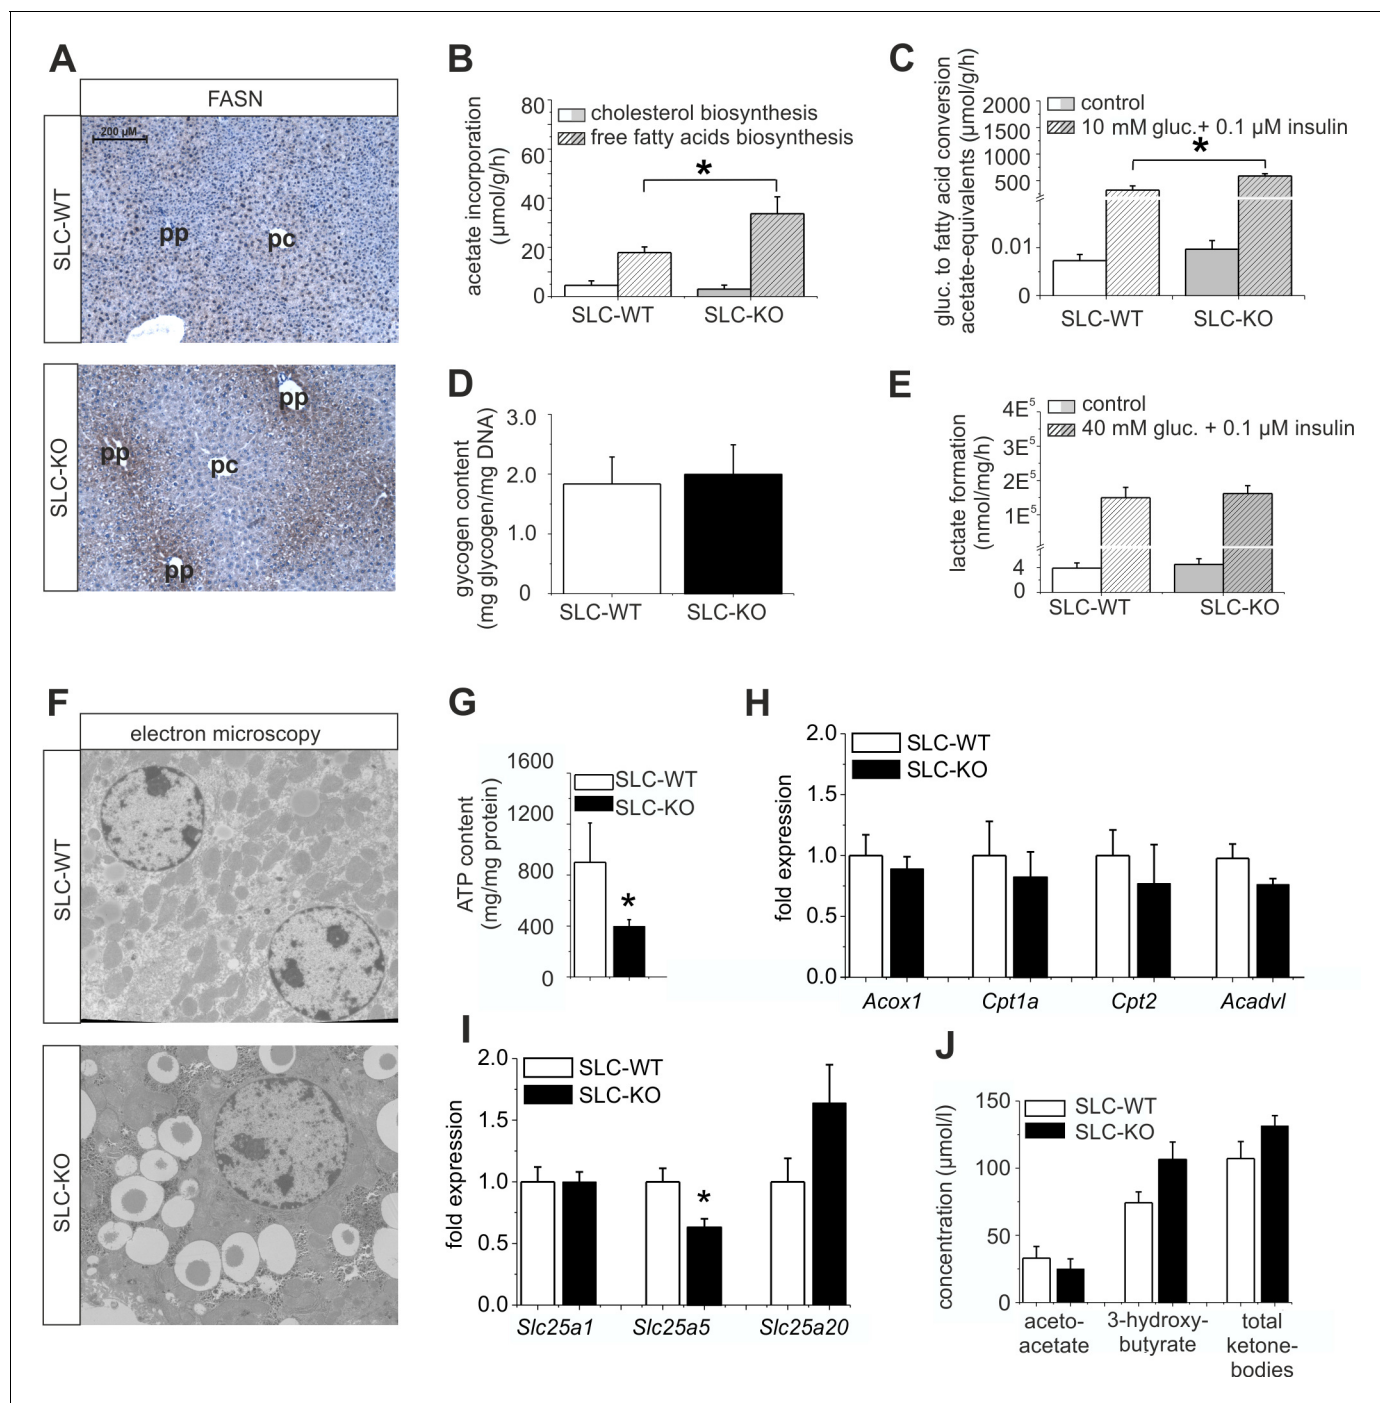 A
FASN
SLC-WT
200 µM
pp
pc
SLC-KO
pp
pp
pc
pp
B
acetate incorporation
(µmol/g/h)
80
60
40
20
0
cholesterol biosynthesis
free fatty acids biosynthesis
*
SLC-WT
SLC-KO
C
gluc. to fatty acid conversion
acetate-equivalents (µmol/g/h)
2000
1500
1000
500
0.01
0
control
10 mM gluc.+ 0.1 µM insulin
*
SLC-WT
SLC-KO
D
gycogen content
(mg glycogen/mg DNA)
3.0
2.0
1.0
0
SLC-WT
SLC-KO
E
lactate formation
(nmol/mg/h)
4E⁵
3E⁵
2E⁵
1E⁵
4
0
control
40 mM gluc. + 0.1 µM insulin
SLC-WT
SLC-KO
F
electron microscopy
SLC-WT
SLC-KO
G
ATP content
(mg/mg protein)
1600
1200
800
400
0
SLC-WT
SLC-KO
*
H
fold expression
2.0
1.5
1.0
0.5
0.0
SLC-WT
SLC-KO
Acox1
Cpt1a
Cpt2
Acadvl
I
fold expression
2.0
1.5
1.0
0.5
0.0
SLC-WT
SLC-KO
*
Slc25a1
Slc25a5
Slc25a20
J
concentration (µmol/l)
150
100
50
0
SLC-WT
SLC-KO
aceto-
acetate
3-hydroxy-
butyrate
total
ketone-
bodies